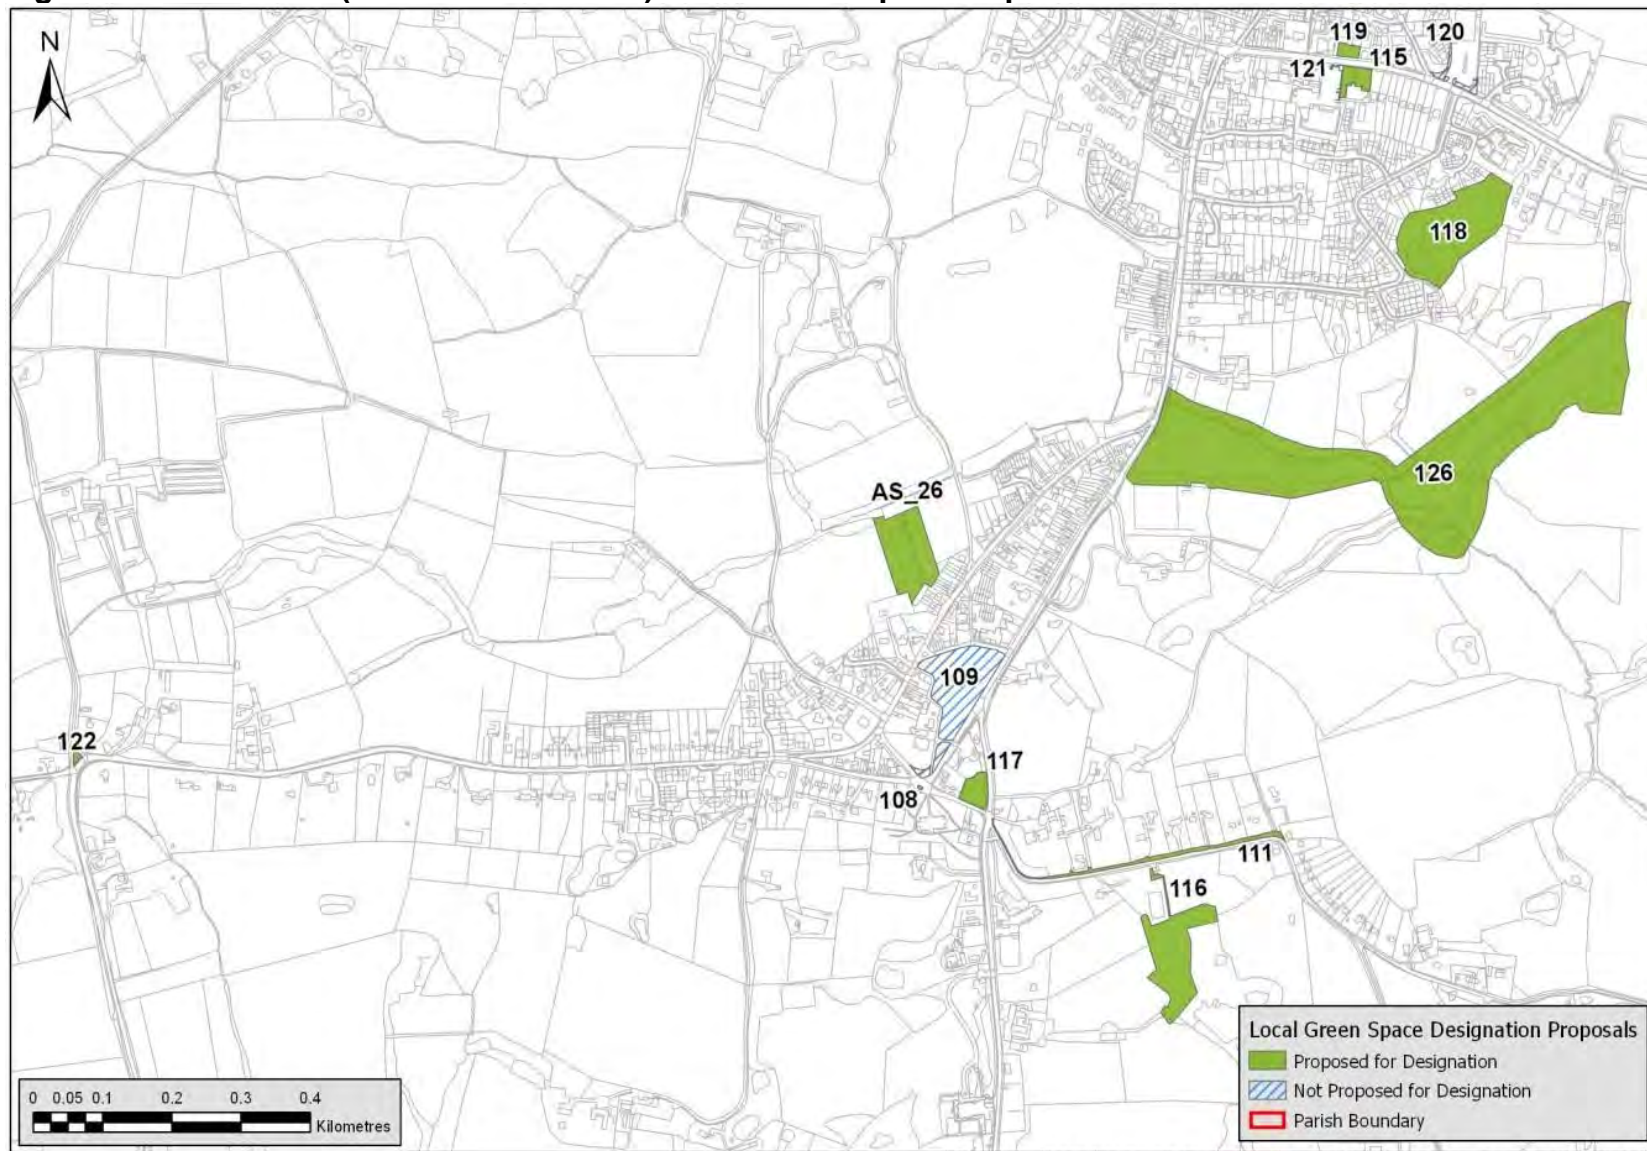 N
119
120
121
115
118
126
AS_26
109
122
117
108
111
116
Local Green Space Designation Proposals
Proposed for Designation
Not Proposed for Designation
Parish Boundary
0 0.05 0.1 0.2 0.3 0.4
Kilometres